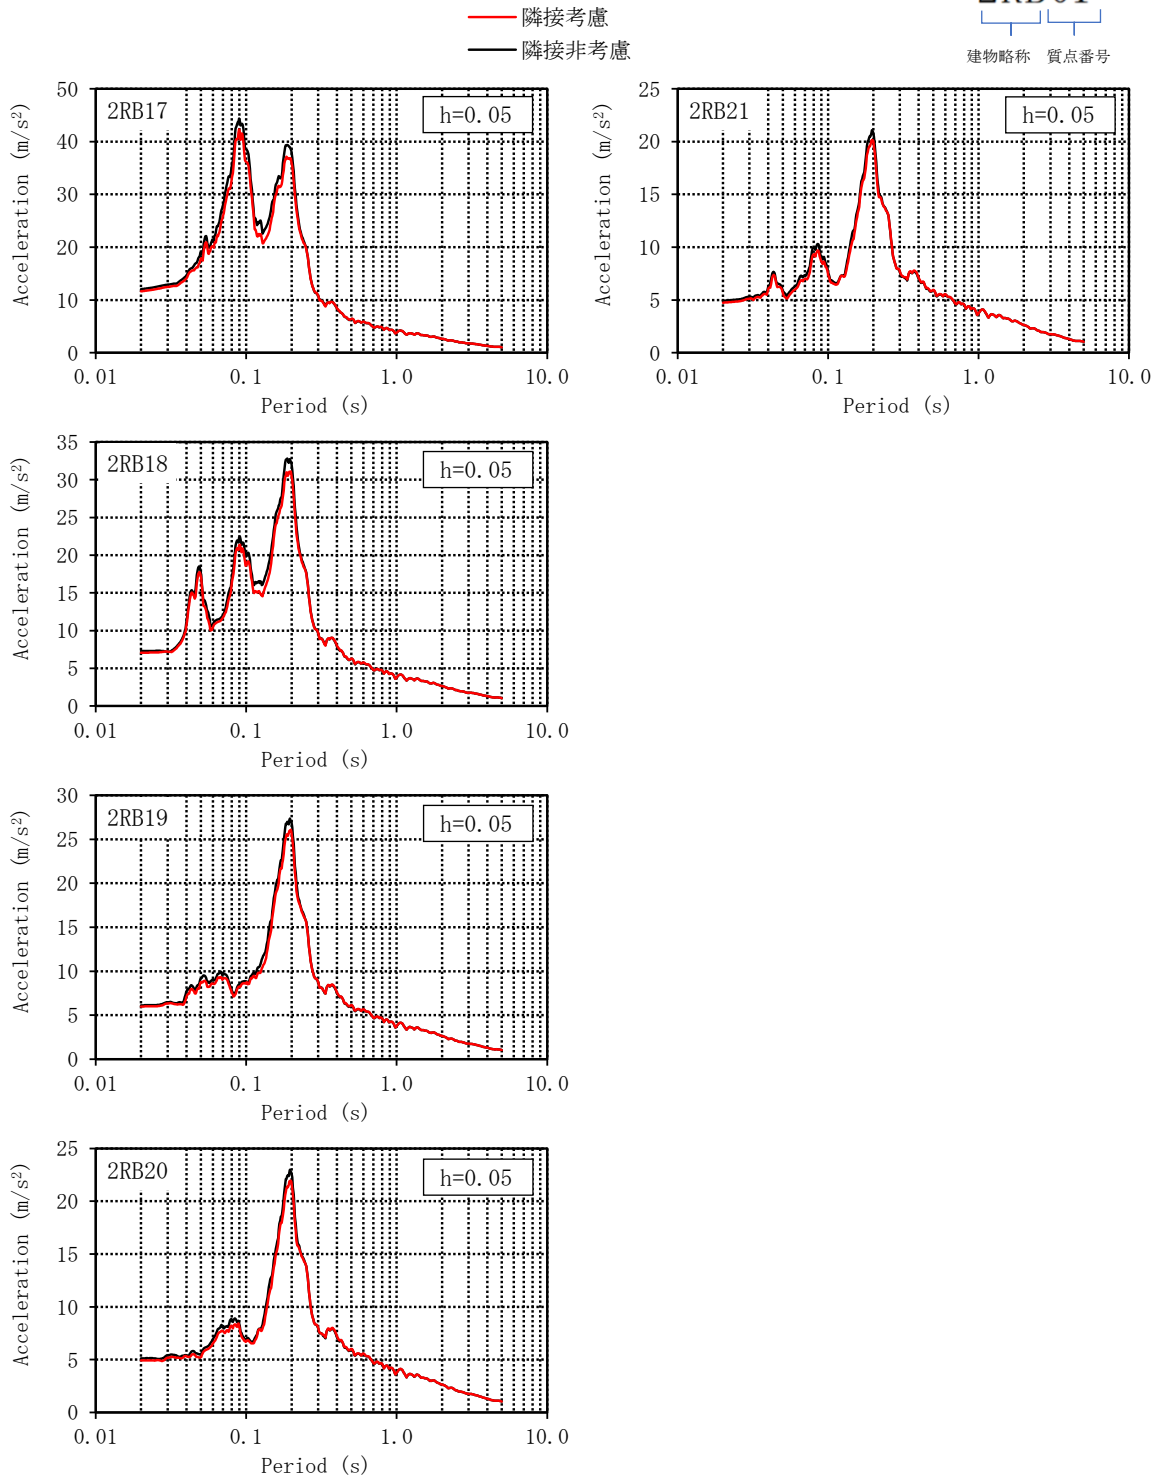 隣接考慮
隣接非考慮
建物略称 質点番号
2RB17
h=0.05
Acceleration (m/s²)
50
40
30
20
10
0
0.01 0.1 1.0 10.0
Period (s)
2RB21
h=0.05
Acceleration (m/s²)
25
20
15
10
5
0
0.01 0.1 1.0 10.0
Period (s)
2RB18
h=0.05
Acceleration (m/s²)
35
30
25
20
15
10
5
0
0.01 0.1 1.0 10.0
Period (s)
2RB19
h=0.05
Acceleration (m/s²)
30
25
20
15
10
5
0
0.01 0.1 1.0 10.0
Period (s)
2RB20
h=0.05
Acceleration (m/s²)
25
20
15
10
5
0
0.01 0.1 1.0 10.0
Period (s)